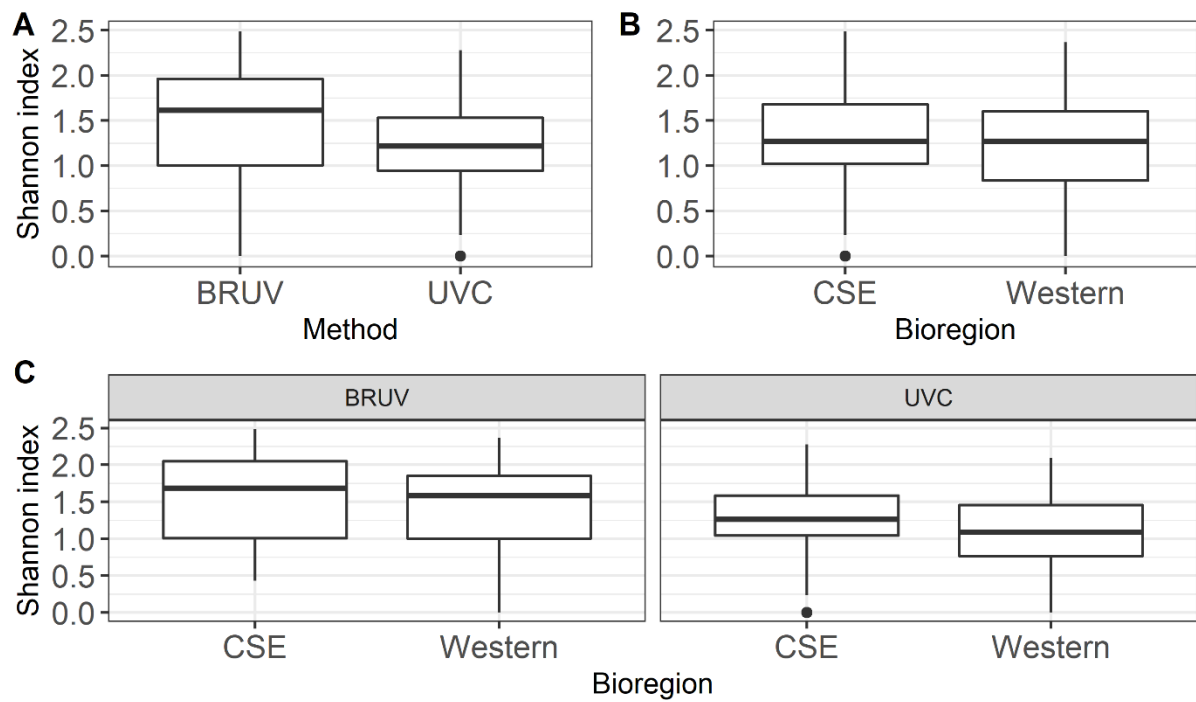 A
Shannon index
2.5
2.0
1.5
1.0
0.5
0.0
BRUV UVC
Method
B
2.5
2.0
1.5
1.0
0.5
0.0
CSE Western
Bioregion
C
BRUV UVC
Shannon index
2.5
2.0
1.5
1.0
0.5
0.0
CSE Western CSE Western
Bioregion